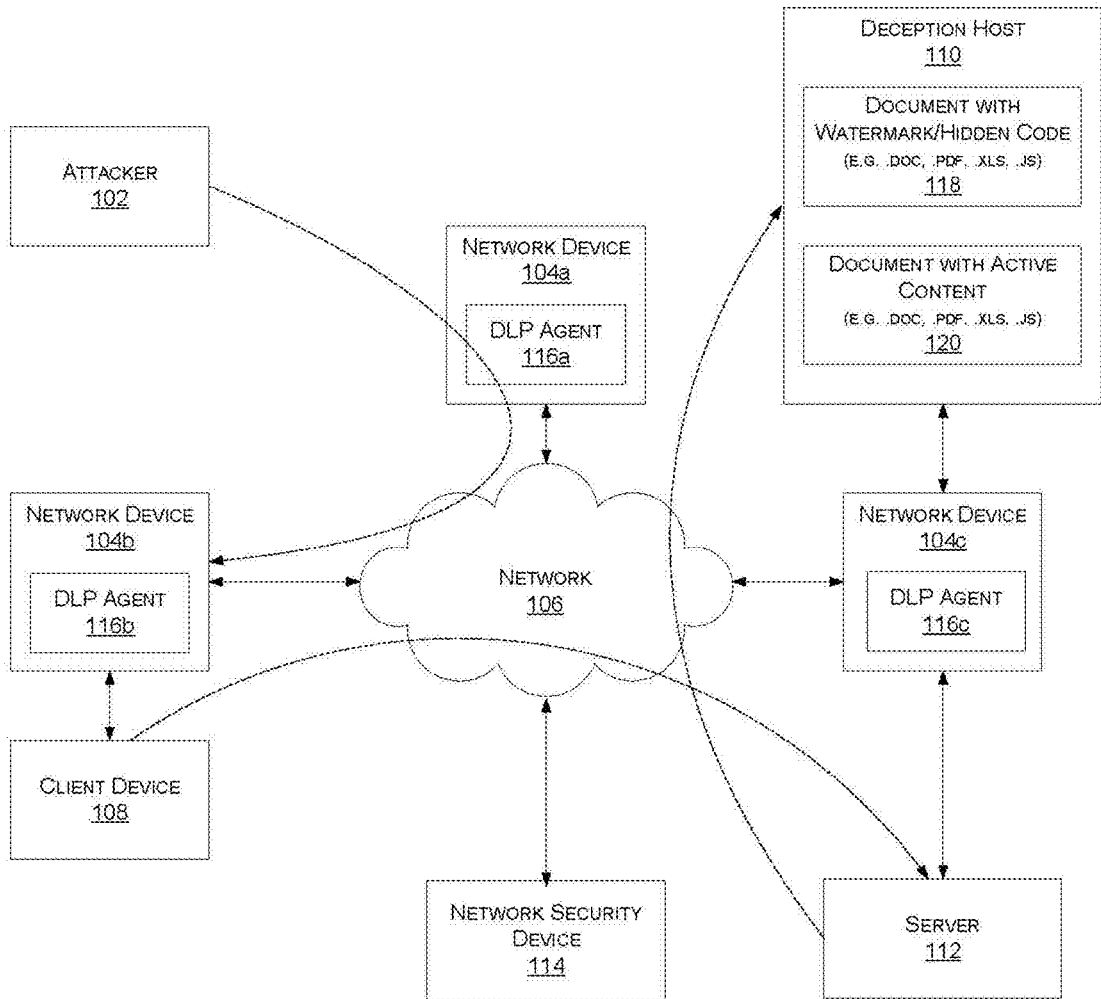 DECEPTION HOST
110
DOCUMENT WITH
WATERMARK/HIDDEN CODE
(E.G. .DOC, .PDF, .XLS, .JS)
118
DOCUMENT WITH ACTIVE
CONTENT
(E.G. .DOC, .PDF, .XLS, .JS)
120
ATTACKER
102
NETWORK DEVICE
104a
DLP AGENT
116a
NETWORK DEVICE
104b
DLP AGENT
116b
NETWORK
106
NETWORK DEVICE
104c
DLP AGENT
116c
CLIENT DEVICE
108
NETWORK SECURITY
DEVICE
114
SERVER
112